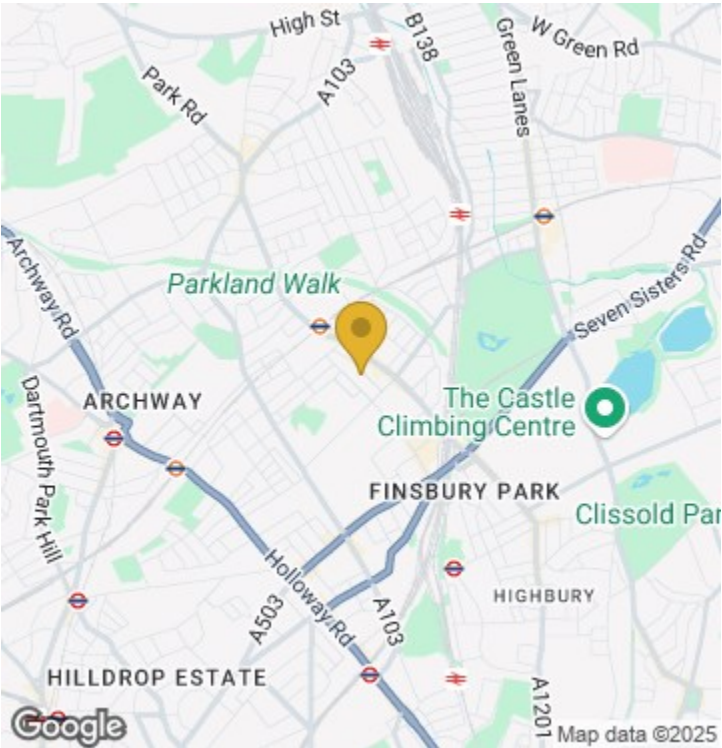 High St
B138
W Green Rd
A103
Park Rd
Green Lanes
Archway Rd
Parkland Walk
Seven Sisters Rd
Dartmouth Park Hill
ARCHWAY
The Castle
Climbing Centre
FINSBURY PARK
Clissold Par
Holloway Rd
A503
A103
HIGHBURY
HILLDROP ESTATE
A1201
Google
Map data ©2025